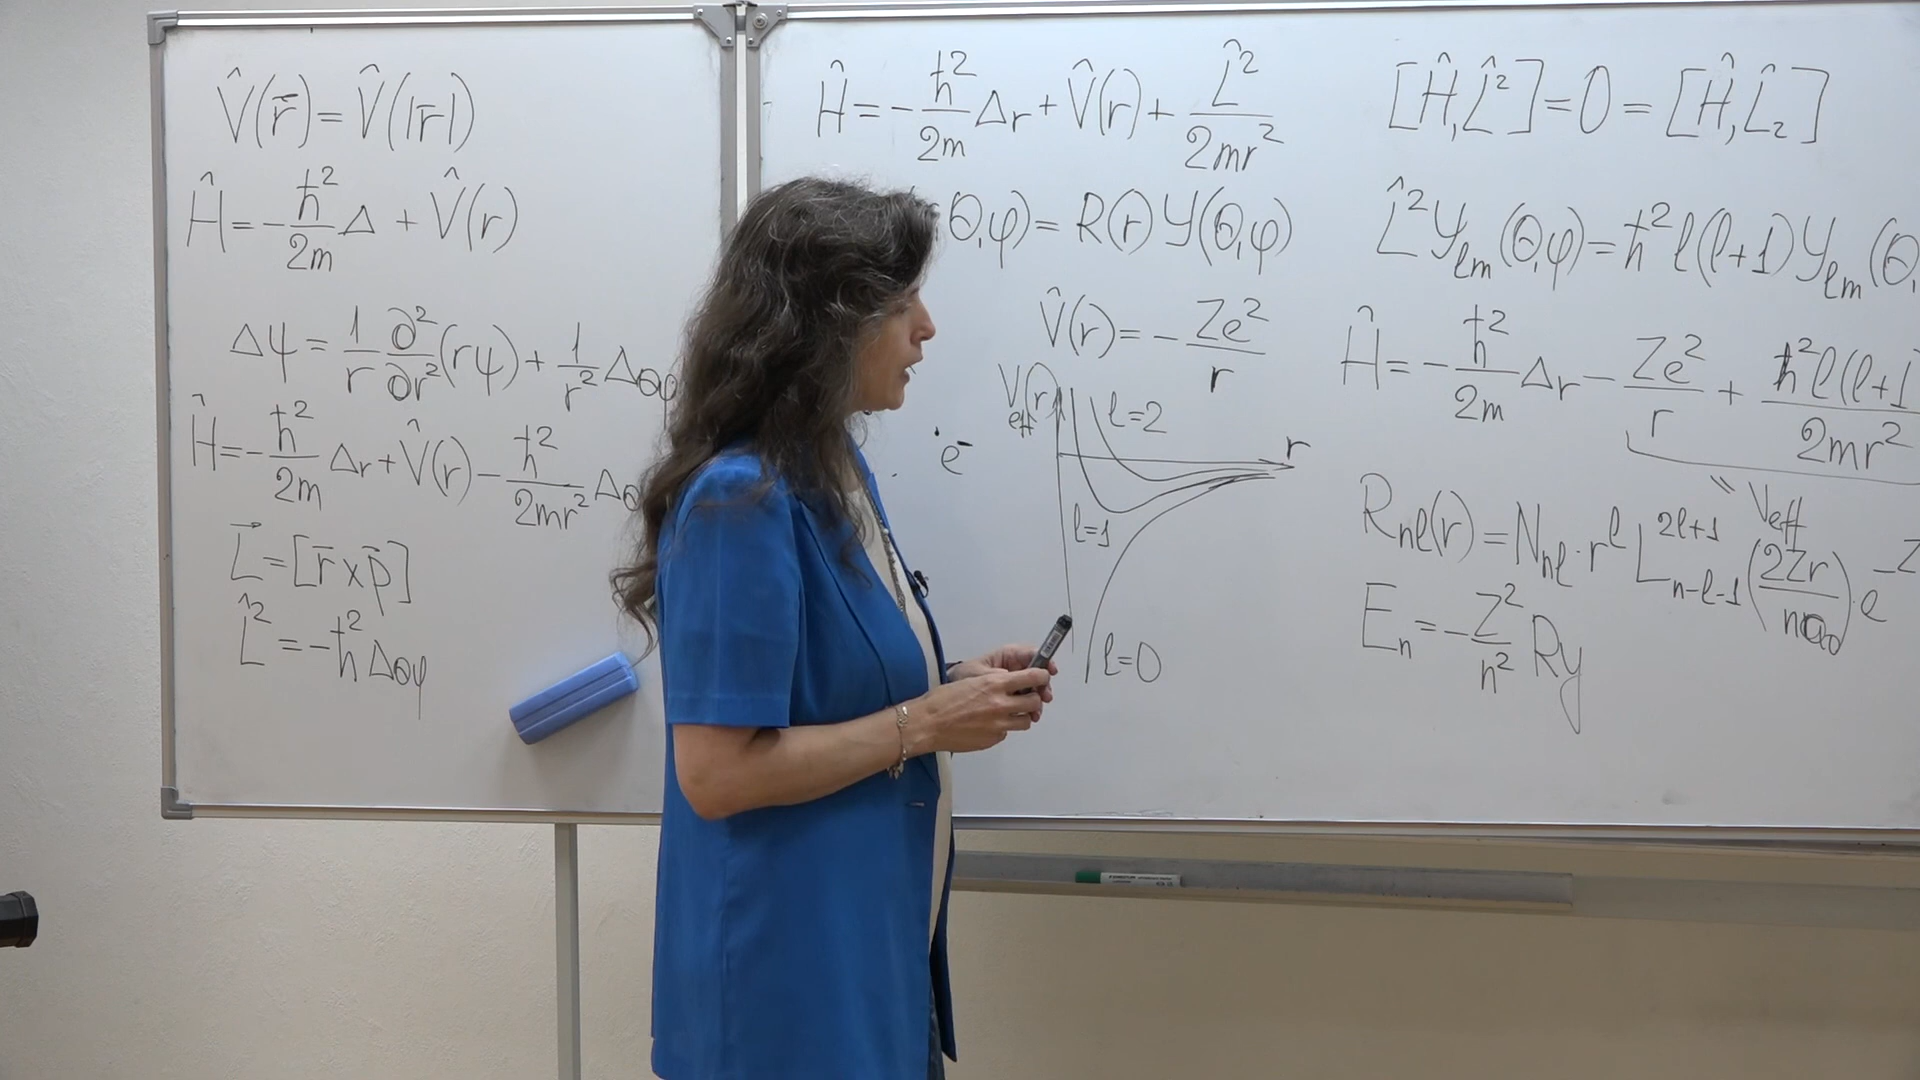 V̂(r̄) = V̂(|r̄|)
Ĥ = -ħ²/2m Δ + V̂(r)
Δψ = 1/r ∂²/∂r² (rψ) + 1/r² Δθφ
Ĥ = -ħ²/2m Δr + V̂(r) - ħ²/2mr² Δθ
L⃗ = [r̄ × p̄]
L̂² = -ħ² Δθφ
Ĥ = -ħ²/2m Δr + V̂(r) + L̂²/2mr²
θ,φ) = R(r) Y(θ,φ)
V̂(r) = - Ze²/r
Veff(r)
l=2
r
e⁻
l=1
l=0
[Ĥ, L̂²] = 0 = [Ĥ, L̂z]
L̂² Ylm(θ,φ) = ħ² l(l+1) Ylm(θ,
Ĥ = -ħ²/2m Δr - Ze²/r + ħ² l(l+1)/2mr²
" Veff
Rnl(r) = Nnl · r^l L^{2l+1}_{n-l-1} (2Zr/na₀) · e^{-Z
En = - Z²/n² Ry